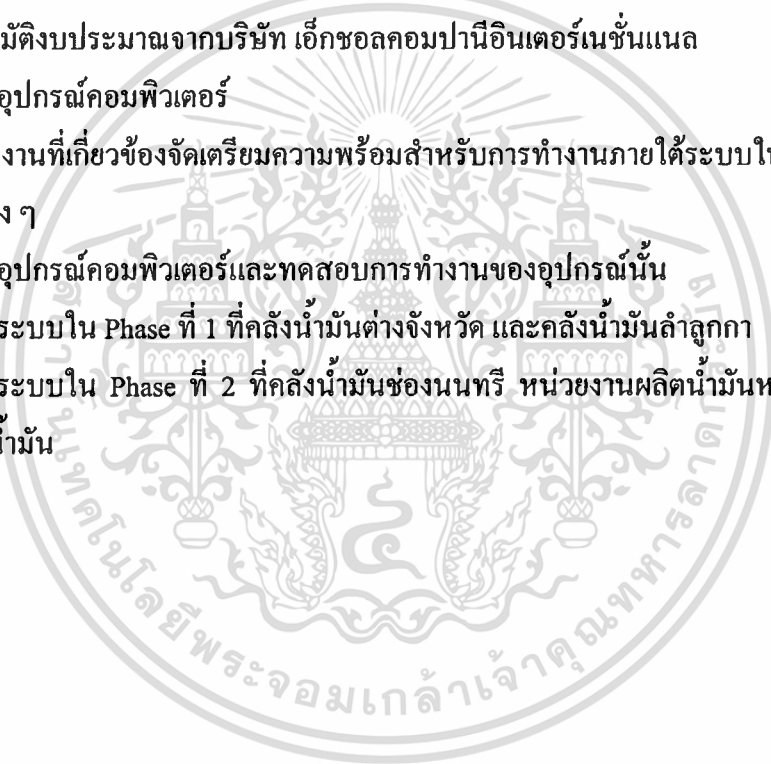 มัติงบประมาณจากบริษัท เอ็กชอลคอมปานีอินเตอร์เนชั่นแนล
อุปกรณ์คอมพิวเตอร์
งานที่เกี่ยวข้องจัดเตรียมความพร้อมสำหรับการทำงานภายใต้ระบบใน
ง ๆ
อุปกรณ์คอมพิวเตอร์และทดสอบการทำงานของอุปกรณ์นั้น
ระบบใน Phase ที่ 1 ที่คลังน้ำมันต่างจังหวัด และคลังน้ำมันลำลูกกา
ระบบใน Phase ที่ 2 ที่คลังน้ำมันช่องนนทรี หน่วยงานผลิตน้ำมันห
น้ำมัน
นเทคโนโลยีพระจอมเกล้าเจ้าคุณทหารลาดก